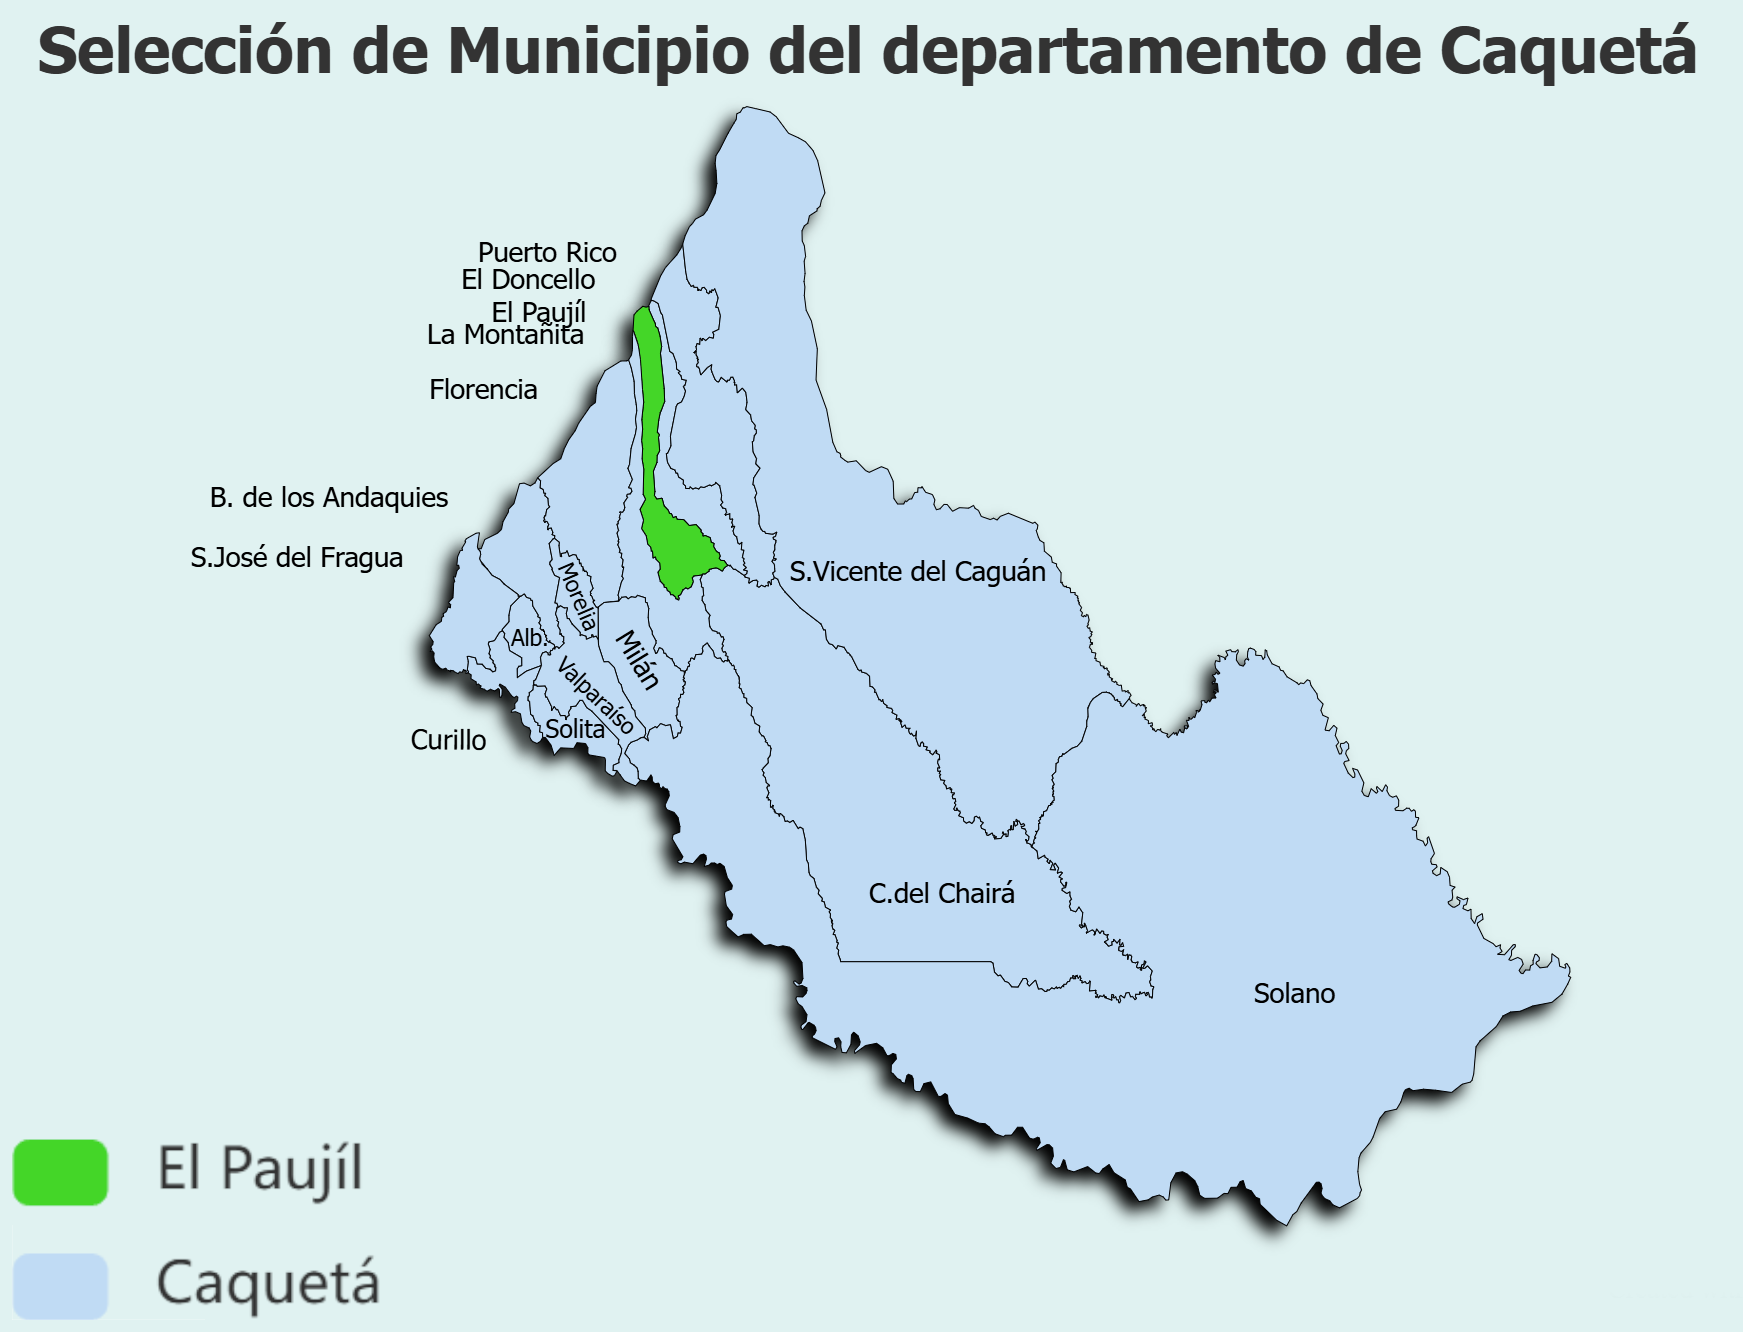 Selección de Municipio del departamento de Caquetá
Puerto Rico
El Doncello
El Paujíl
La Montañita
Florencia
B. de los Andaquies
S.José del Fragua
S.Vicente del Caguán
Morelia
Alb.
Milán
Valparaíso
Solita
Curillo
C.del Chairá
Solano
El Paujíl
Caquetá